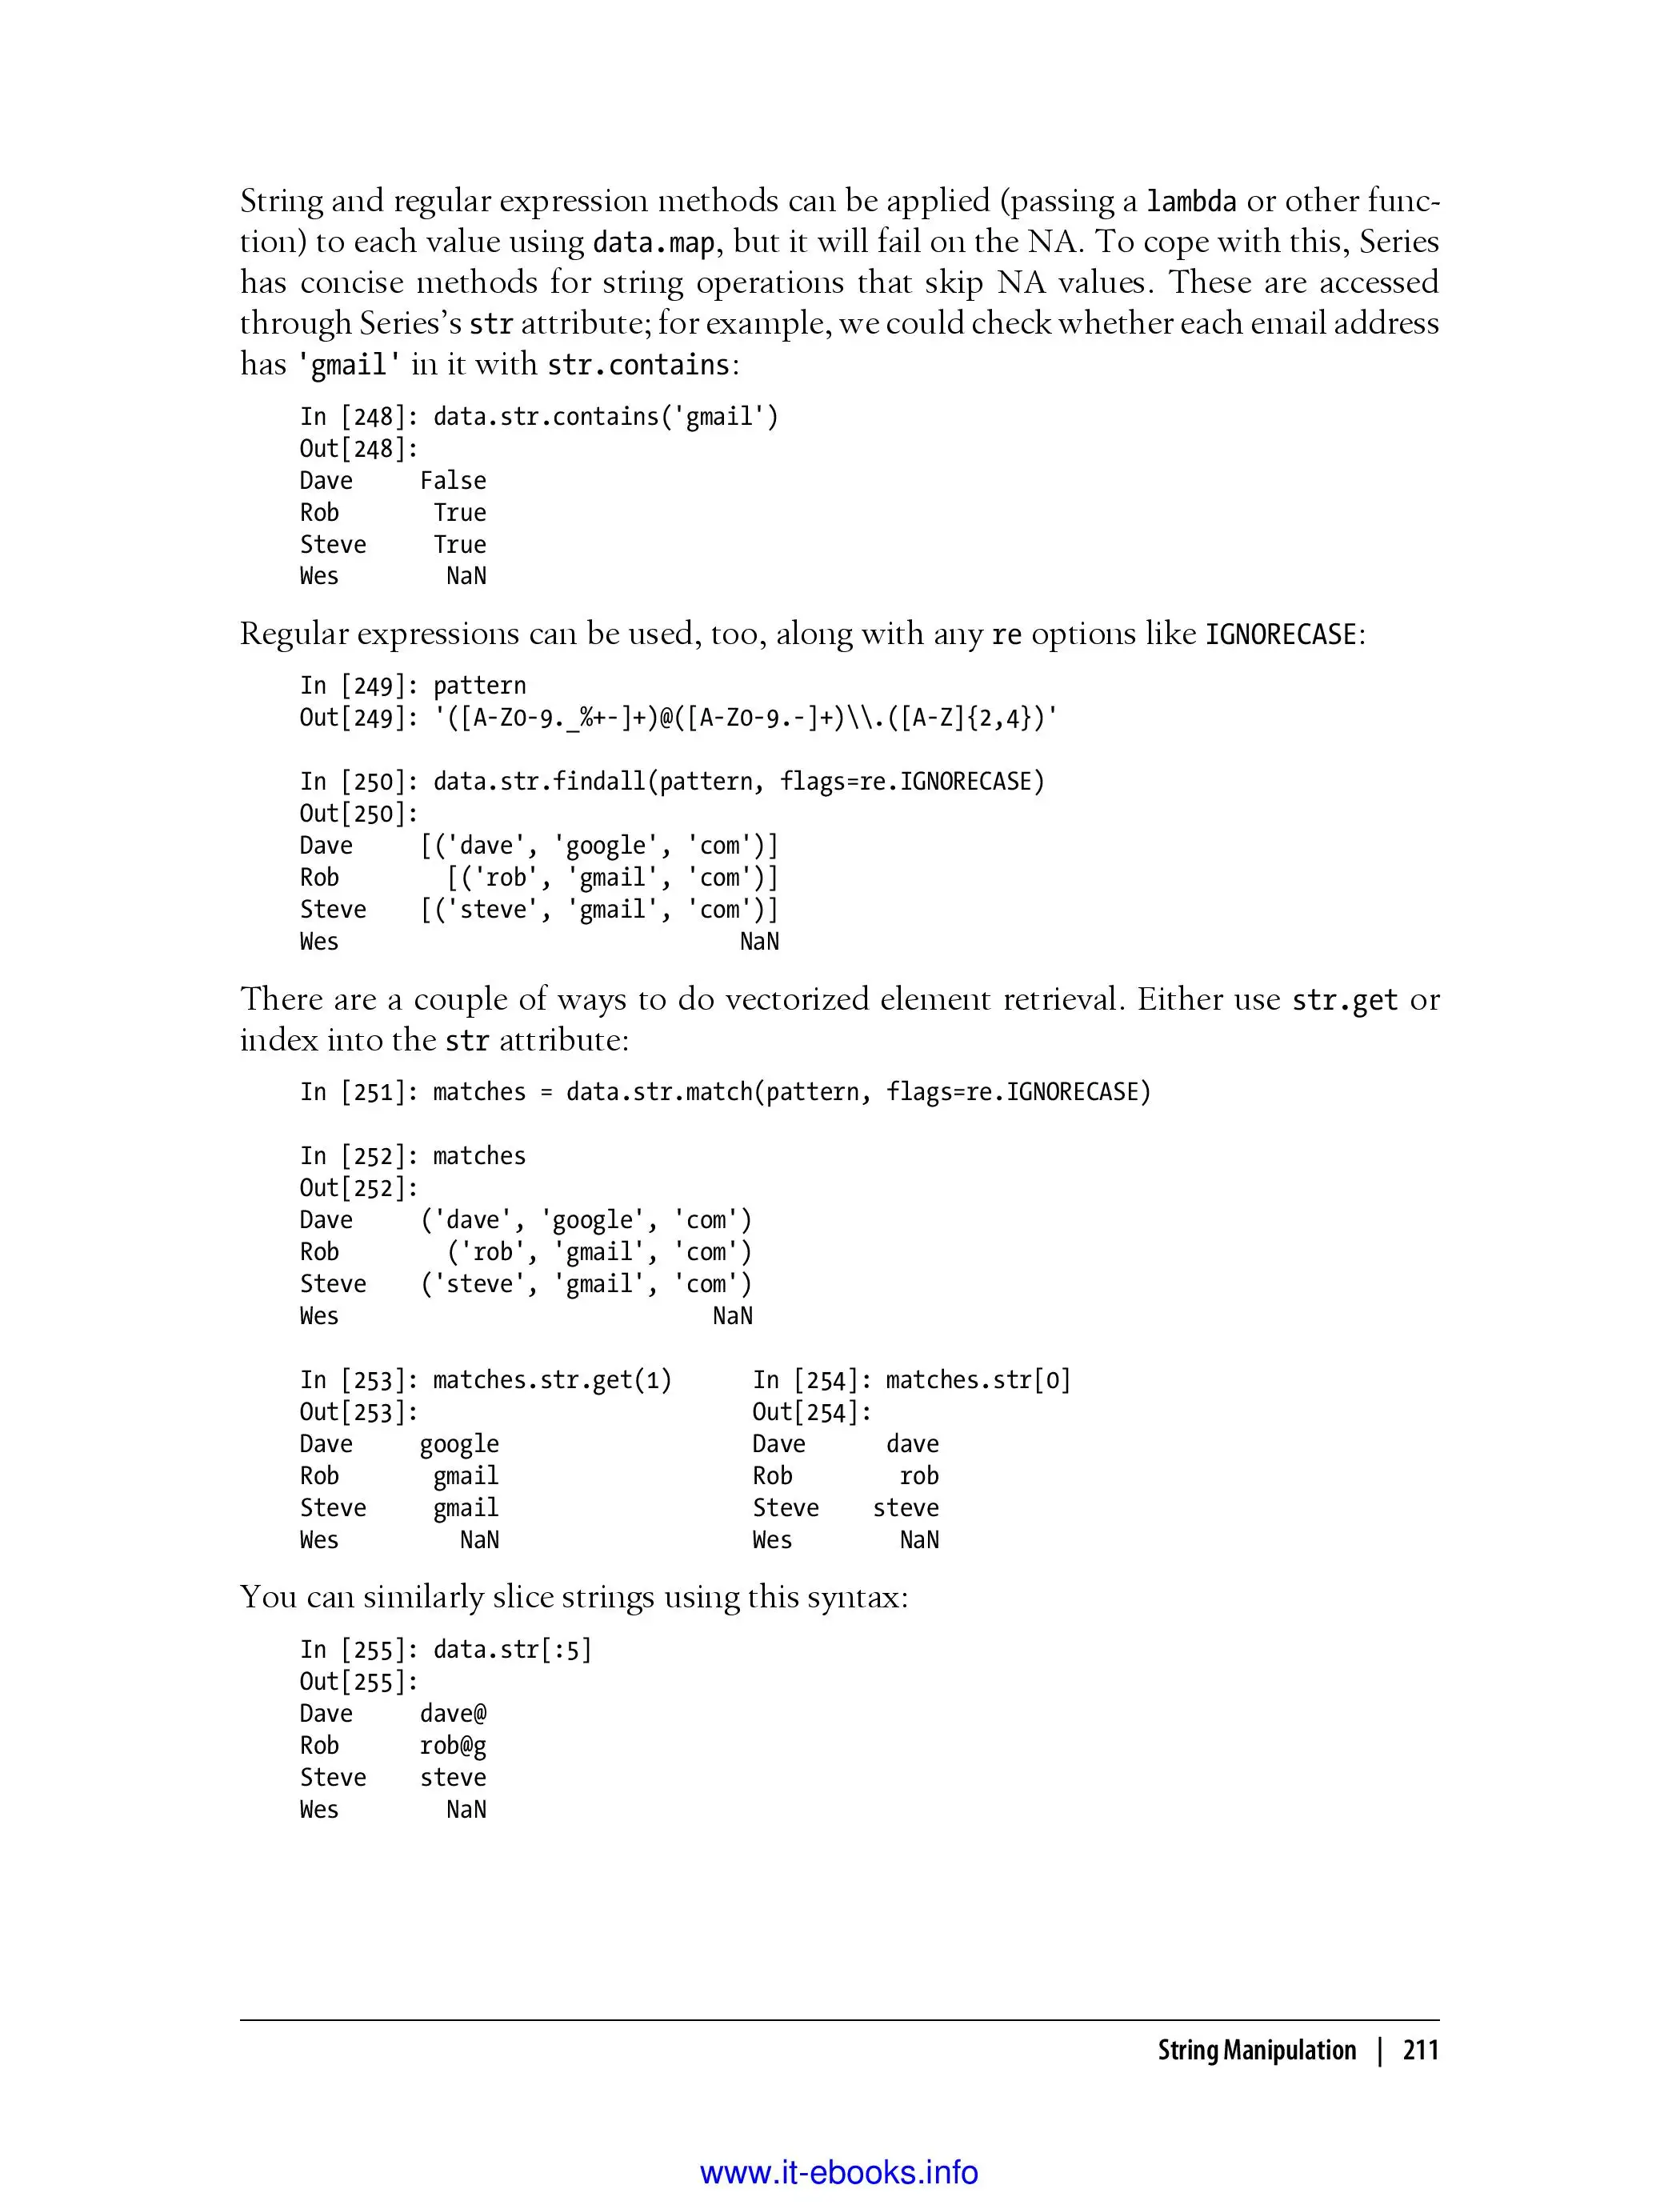 String and regular expression methods can be applied (passing a lambda or other func-
tion) to each value using data.map, but it will fail on the NA. To cope with this, Series
has concise methods for string operations that skip NA values. These are accessed
through Series’s str attribute; for example, we could check whether each email address
has 'gmail' in it with str.contains:
In [248]: data.str.contains('gmail')
Out[248]:
Dave     False
Rob       True
Steve     True
Wes        NaN
Regular expressions can be used, too, along with any re options like IGNORECASE:
In [249]: pattern
Out[249]: '([A-Z0-9._%+-]+)@([A-Z0-9.-]+)\\.([A-Z]{2,4})'
In [250]: data.str.findall(pattern, flags=re.IGNORECASE)
Out[250]:
Dave     [('dave', 'google', 'com')]
Rob        [('rob', 'gmail', 'com')]
Steve    [('steve', 'gmail', 'com')]
Wes                              NaN
There are a couple of ways to do vectorized element retrieval. Either use str.get or
index into the str attribute:
In [251]: matches = data.str.match(pattern, flags=re.IGNORECASE)
In [252]: matches
Out[252]:
Dave     ('dave', 'google', 'com')
Rob        ('rob', 'gmail', 'com')
Steve    ('steve', 'gmail', 'com')
Wes                            NaN
In [253]: matches.str.get(1)      In [254]: matches.str[0]
Out[253]:                         Out[254]:
Dave     google                   Dave      dave
Rob       gmail                   Rob        rob
Steve     gmail                   Steve    steve
Wes         NaN                   Wes        NaN
You can similarly slice strings using this syntax:
In [255]: data.str[:5]
Out[255]:
Dave     dave@
Rob      rob@g
Steve    steve
Wes        NaN
String Manipulation | 211
www.it-ebooks.info